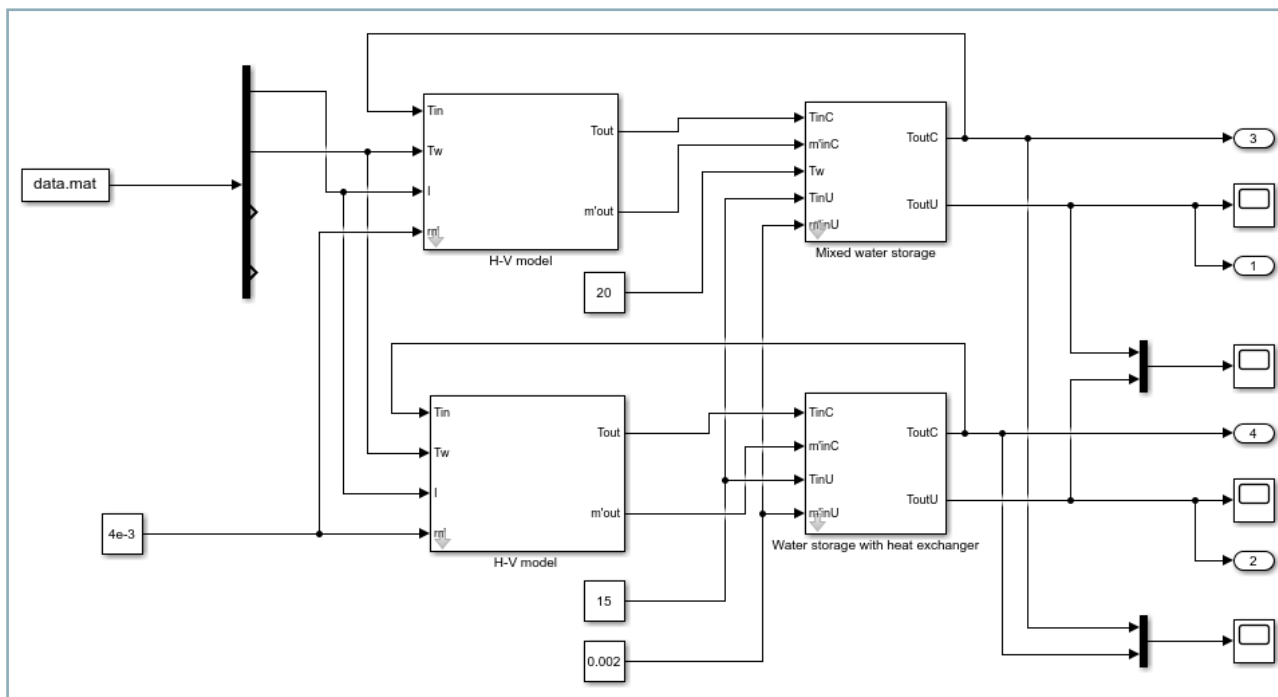 data.mat
4e-3
Tin
Tw
I
m'
Tout
m'out
H-V model
20
TinC
m'inC
Tw
TinU
m'inU
ToutC
ToutU
Mixed water storage
3
1
Tin
Tw
I
m'
Tout
m'out
H-V model
15
0.002
TinC
m'inC
TinU
m'inU
ToutC
ToutU
Water storage with heat exchanger
4
2